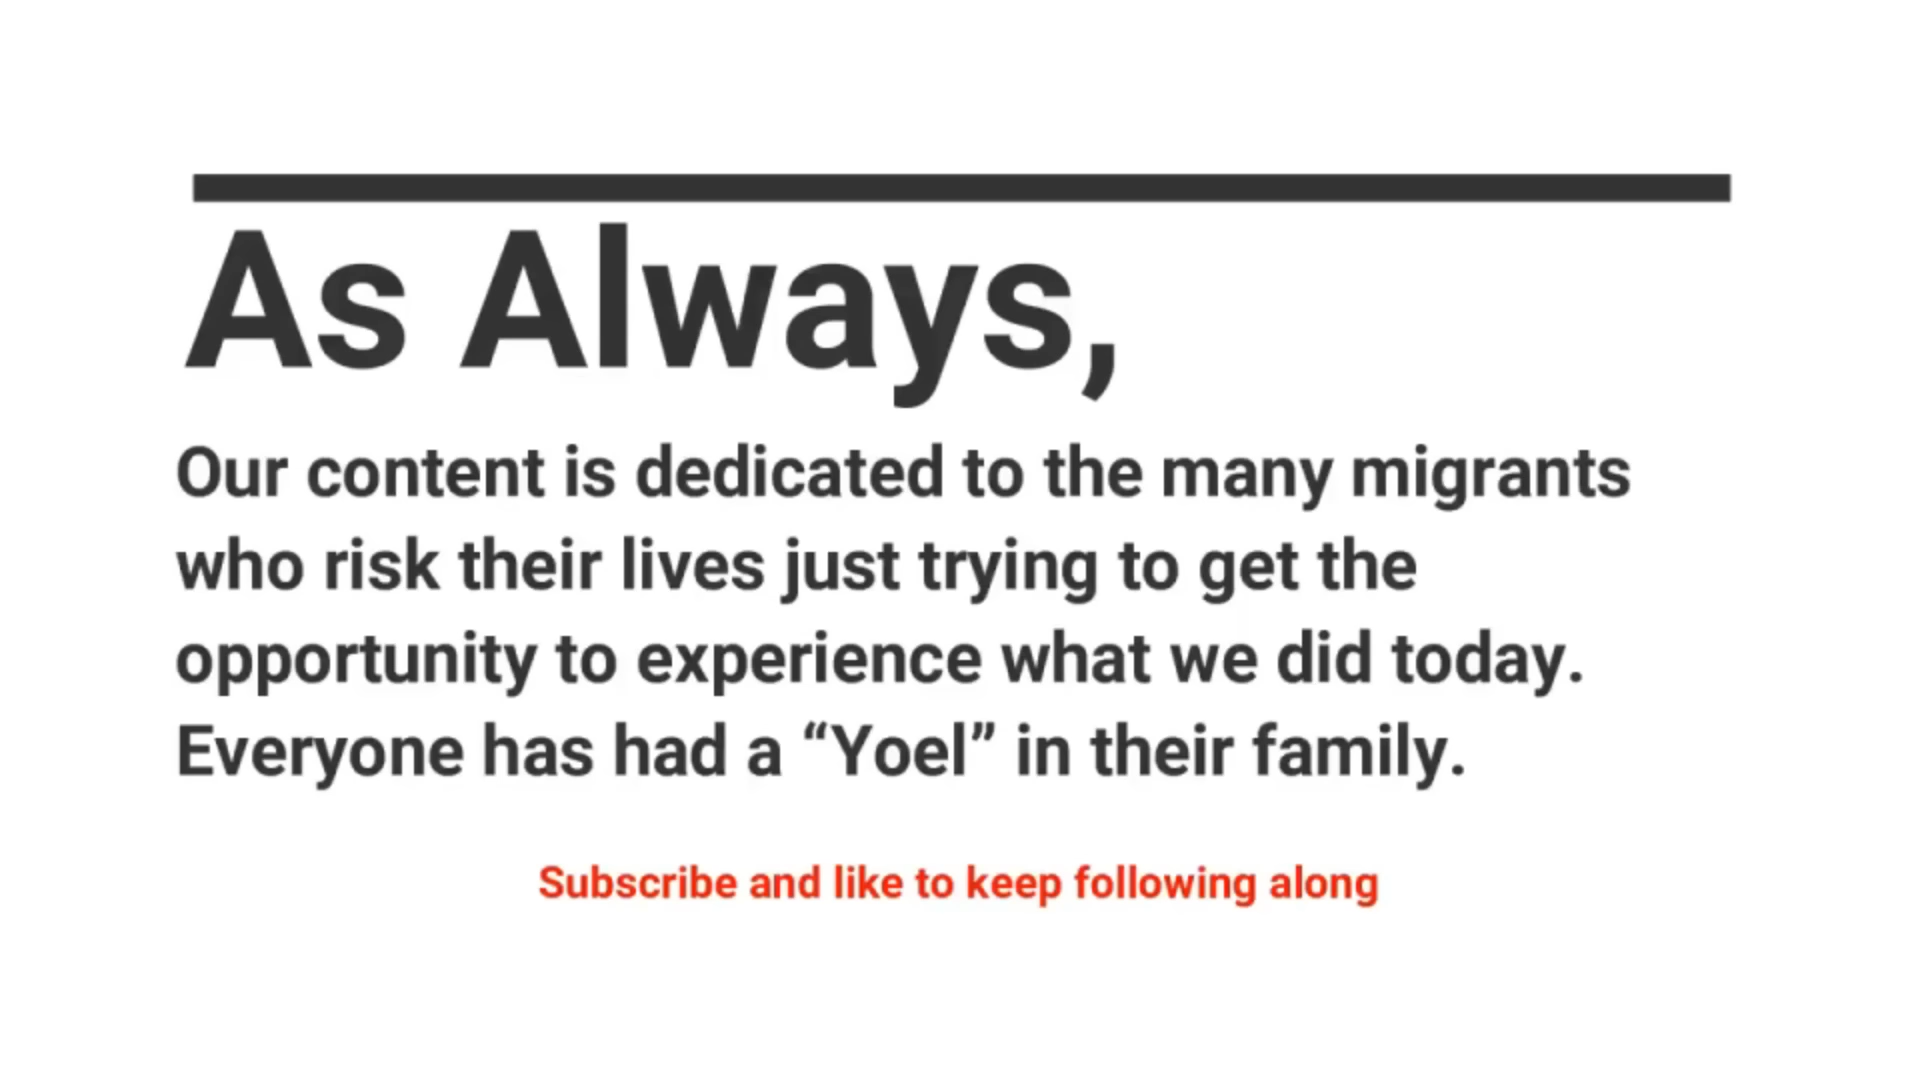 As Always,
Our content is dedicated to the many migrants
who risk their lives just trying to get the
opportunity to experience what we did today.
Everyone has had a “Yoel” in their family.
Subscribe and like to keep following along